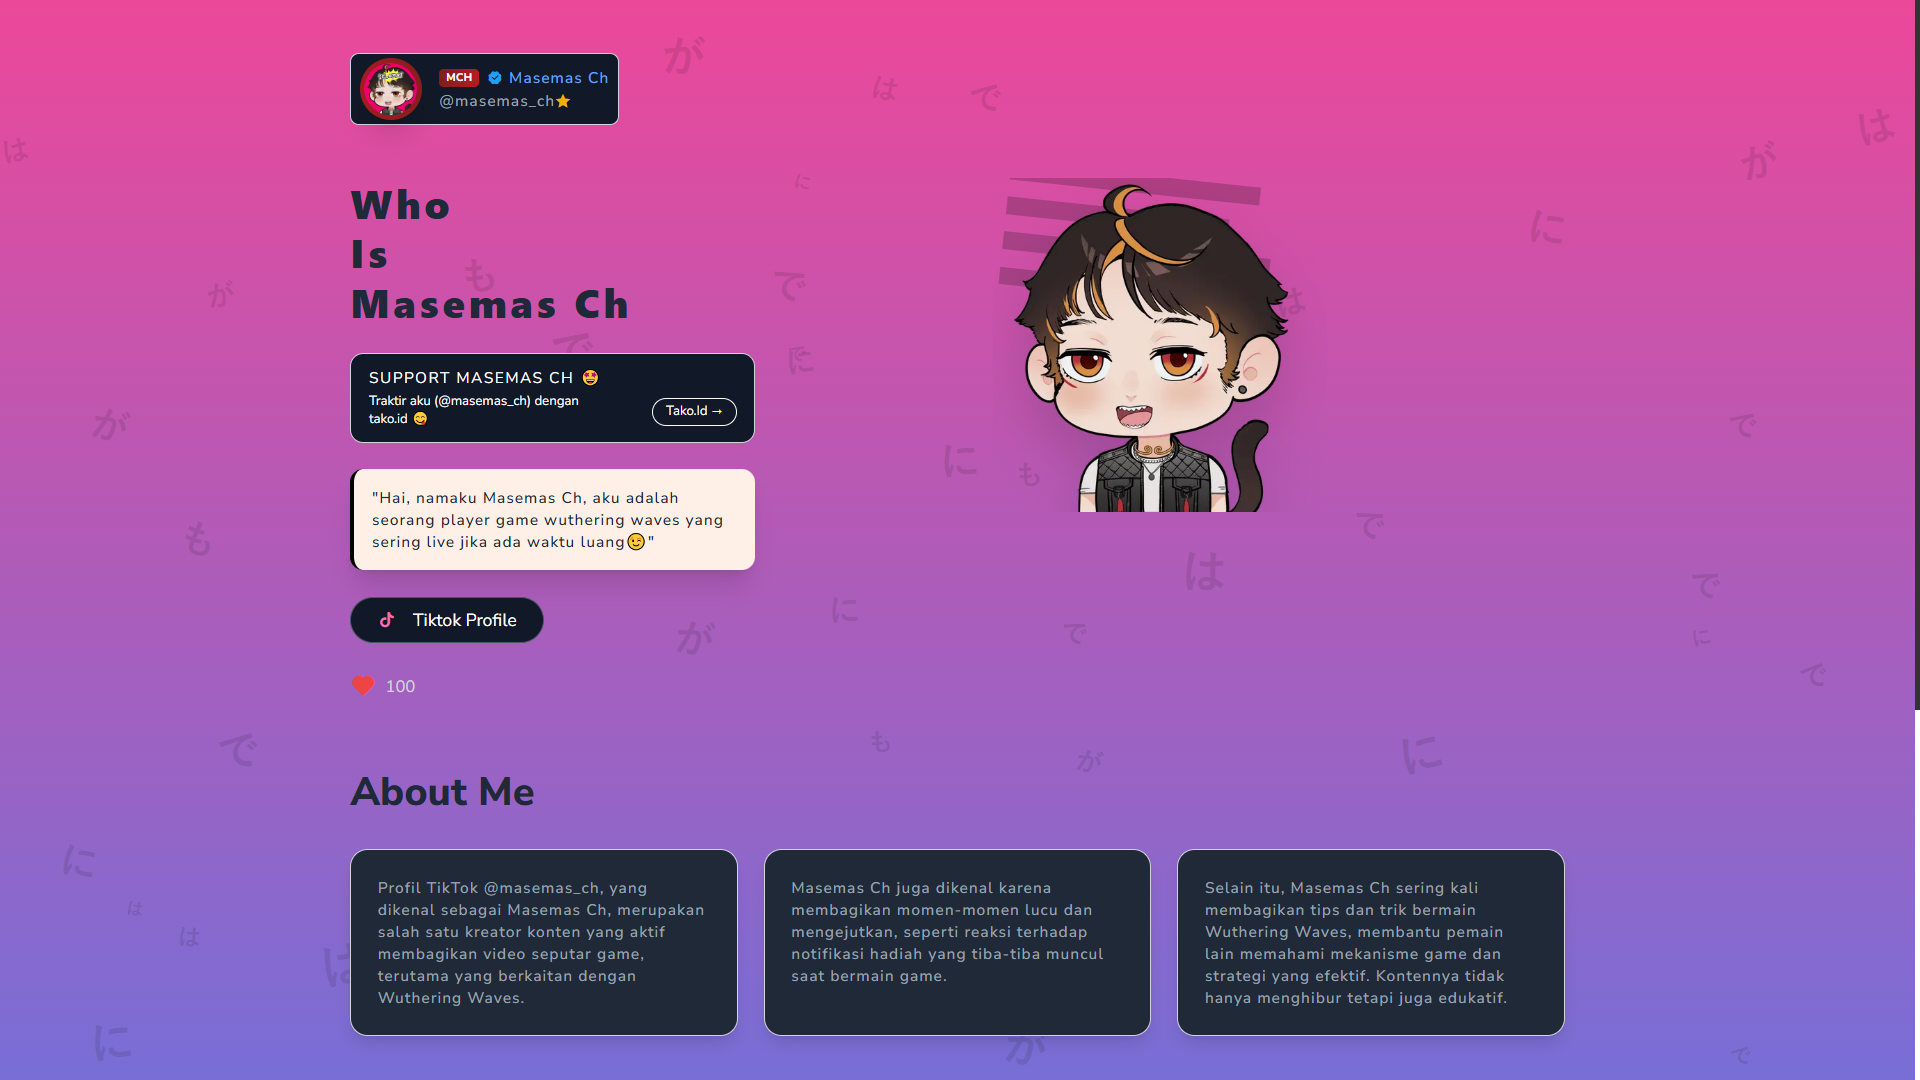 MCH Masemas Ch
@masemas_ch⭐
Who
Is
Masemas Ch
SUPPORT MASEMAS CH 🤩
Traktir aku (@masemas_ch) dengan
tako.id 😋
Tako.Id →
"Hai, namaku Masemas Ch, aku adalah
seorang player game wuthering waves yang
sering live jika ada waktu luang😉"
Tiktok Profile
100
About Me
Profil TikTok @masemas_ch, yang
dikenal sebagai Masemas Ch, merupakan
salah satu kreator konten yang aktif
membagikan video seputar game,
terutama yang berkaitan dengan
Wuthering Waves.
Masemas Ch juga dikenal karena
membagikan momen-momen lucu dan
mengejutkan, seperti reaksi terhadap
notifikasi hadiah yang tiba-tiba muncul
saat bermain game.
Selain itu, Masemas Ch sering kali
membagikan tips dan trik bermain
Wuthering Waves, membantu pemain
lain memahami mekanisme game dan
strategi yang efektif. Kontennya tidak
hanya menghibur tetapi juga edukatif.